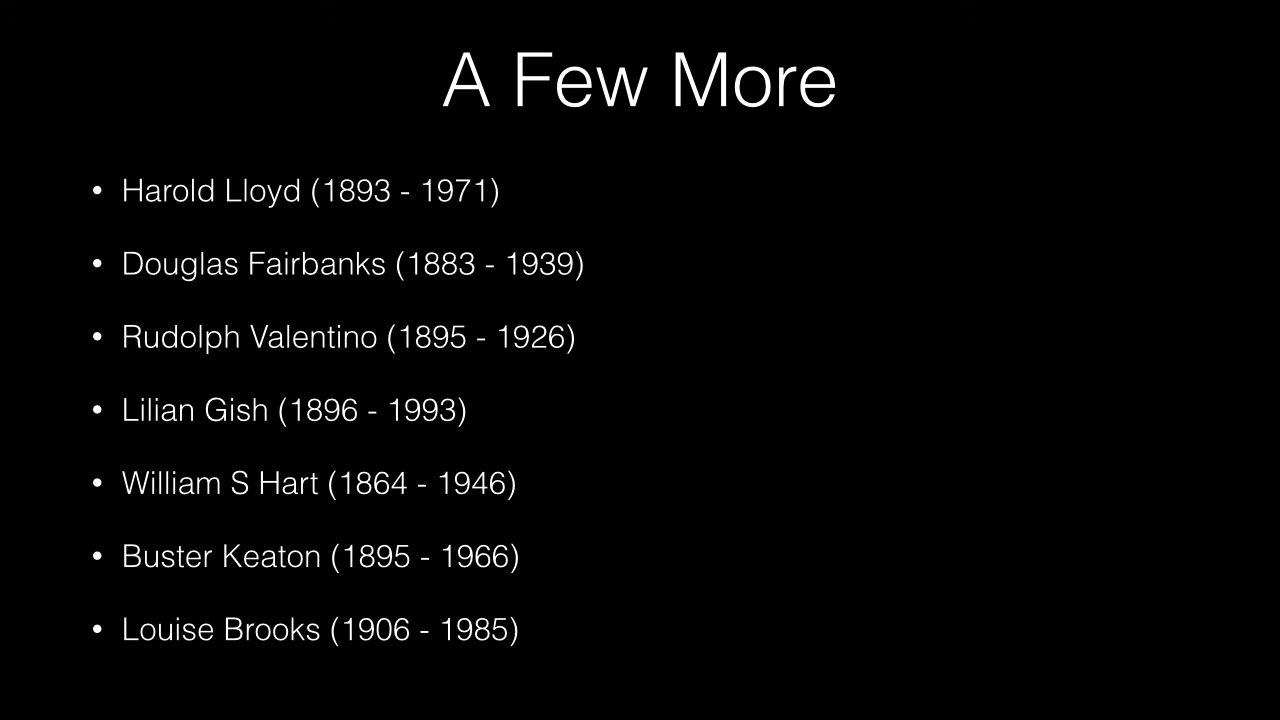 A Few More
• Harold Lloyd (1893 - 1971)
• Douglas Fairbanks (1883 - 1939)
• Rudolph Valentino (1895 - 1926)
• Lilian Gish (1896 - 1993)
• William S Hart (1864 - 1946)
• Buster Keaton (1895 - 1966)
• Louise Brooks (1906 - 1985)